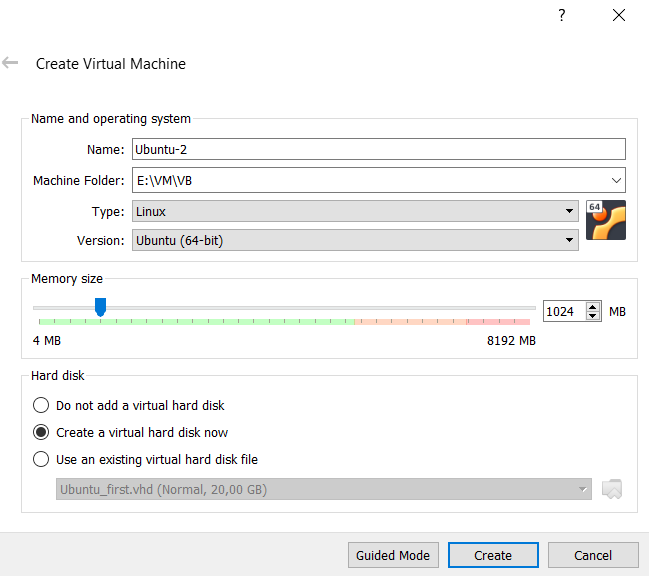 ?
Create Virtual Machine
Name and operating system
Name: Ubuntu-2
Machine Folder: E:\VM\VB
Type: Linux
64
Version: Ubuntu (64-bit)
Memory size
1024 MB
4 MB 8192 MB
Hard disk
Do not add a virtual hard disk
Create a virtual hard disk now
Use an existing virtual hard disk file
Ubuntu_first.vhd (Normal, 20,00 GB)
Guided Mode Create Cancel